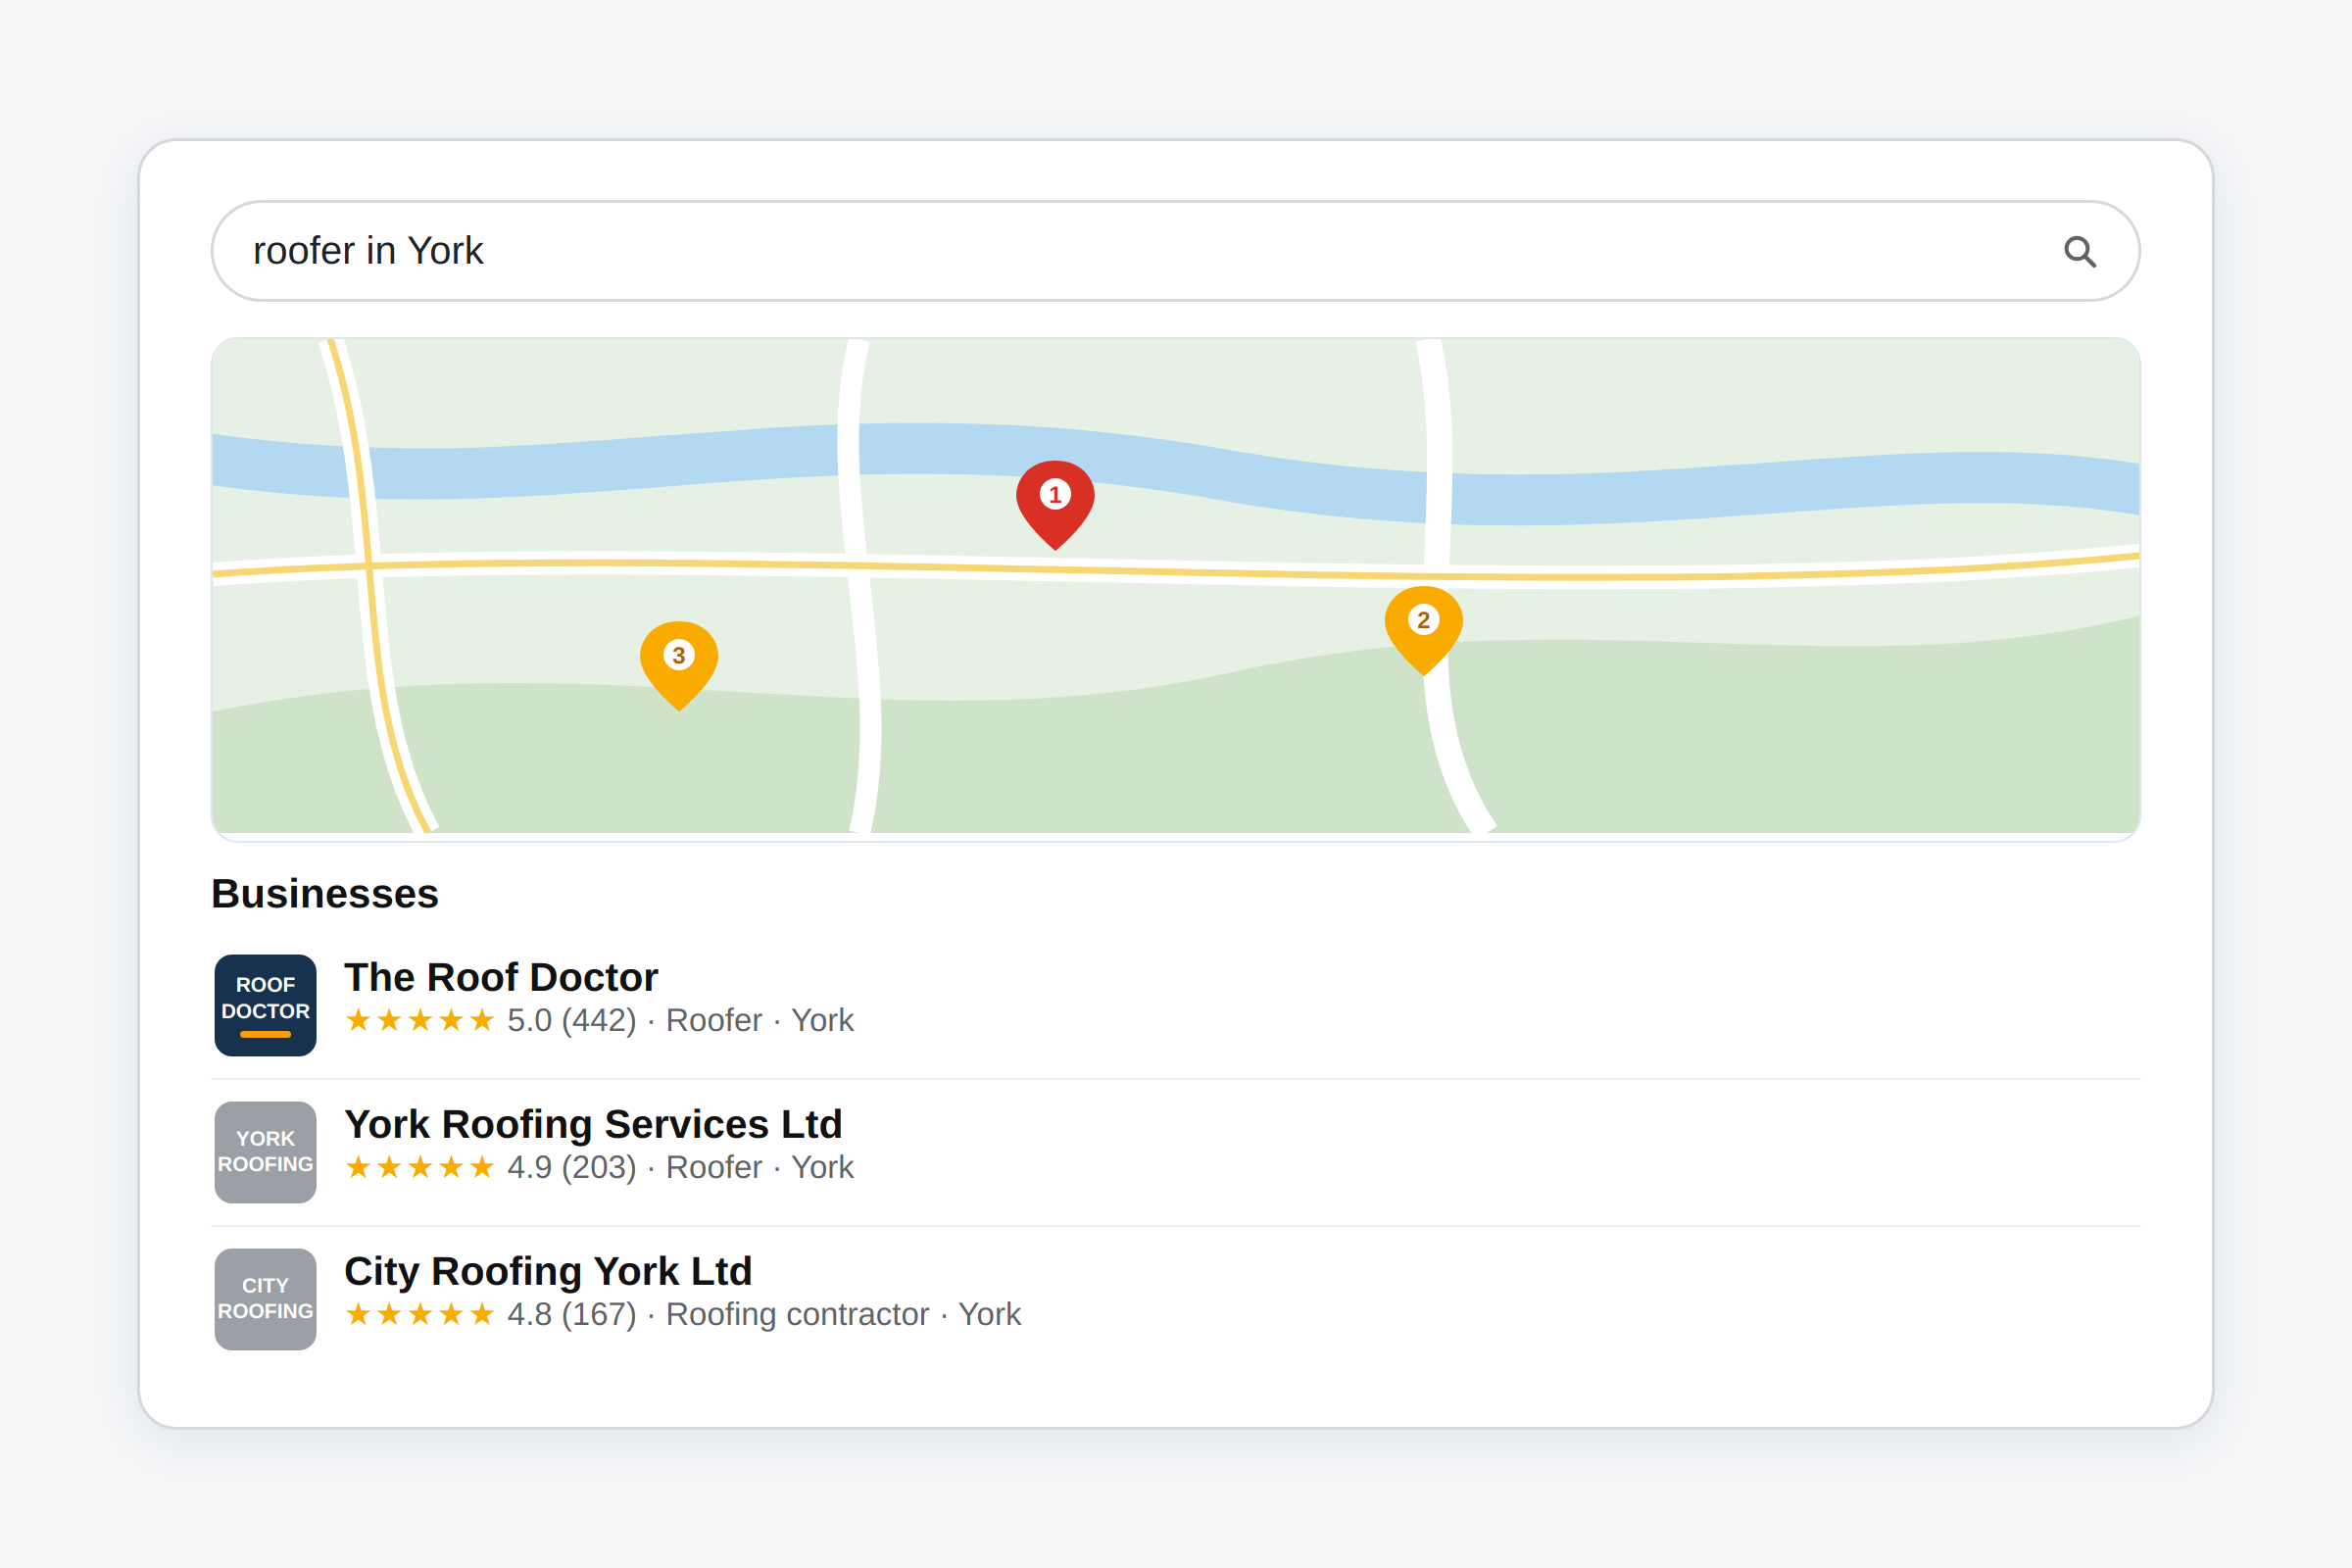 roofer in York
1
2
3
Businesses
ROOF
DOCTOR
The Roof Doctor
★★★★★ 5.0 (442) · Roofer · York
YORK
ROOFING
York Roofing Services Ltd
★★★★★ 4.9 (203) · Roofer · York
CITY
ROOFING
City Roofing York Ltd
★★★★★ 4.8 (167) · Roofing contractor · York